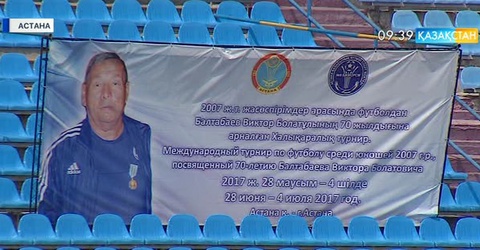 АСТАНА
09:39 ҚАЗАҚСТАН
adidas
2007 ж.т. жасөспірімдер арасында футболдан
Балтабаев Виктор Болатұлының 70 жылдығына
арналған Халықаралық турнир.
Международный турнир по футболу среди юношей 2007 г.р.,
посвященный 70-летию Балтабаева Виктора Болатовича
2017 ж. 28 маусым – 4 шілде
28 июня – 4 июля 2017 год,
Астана қ. - г.Астана